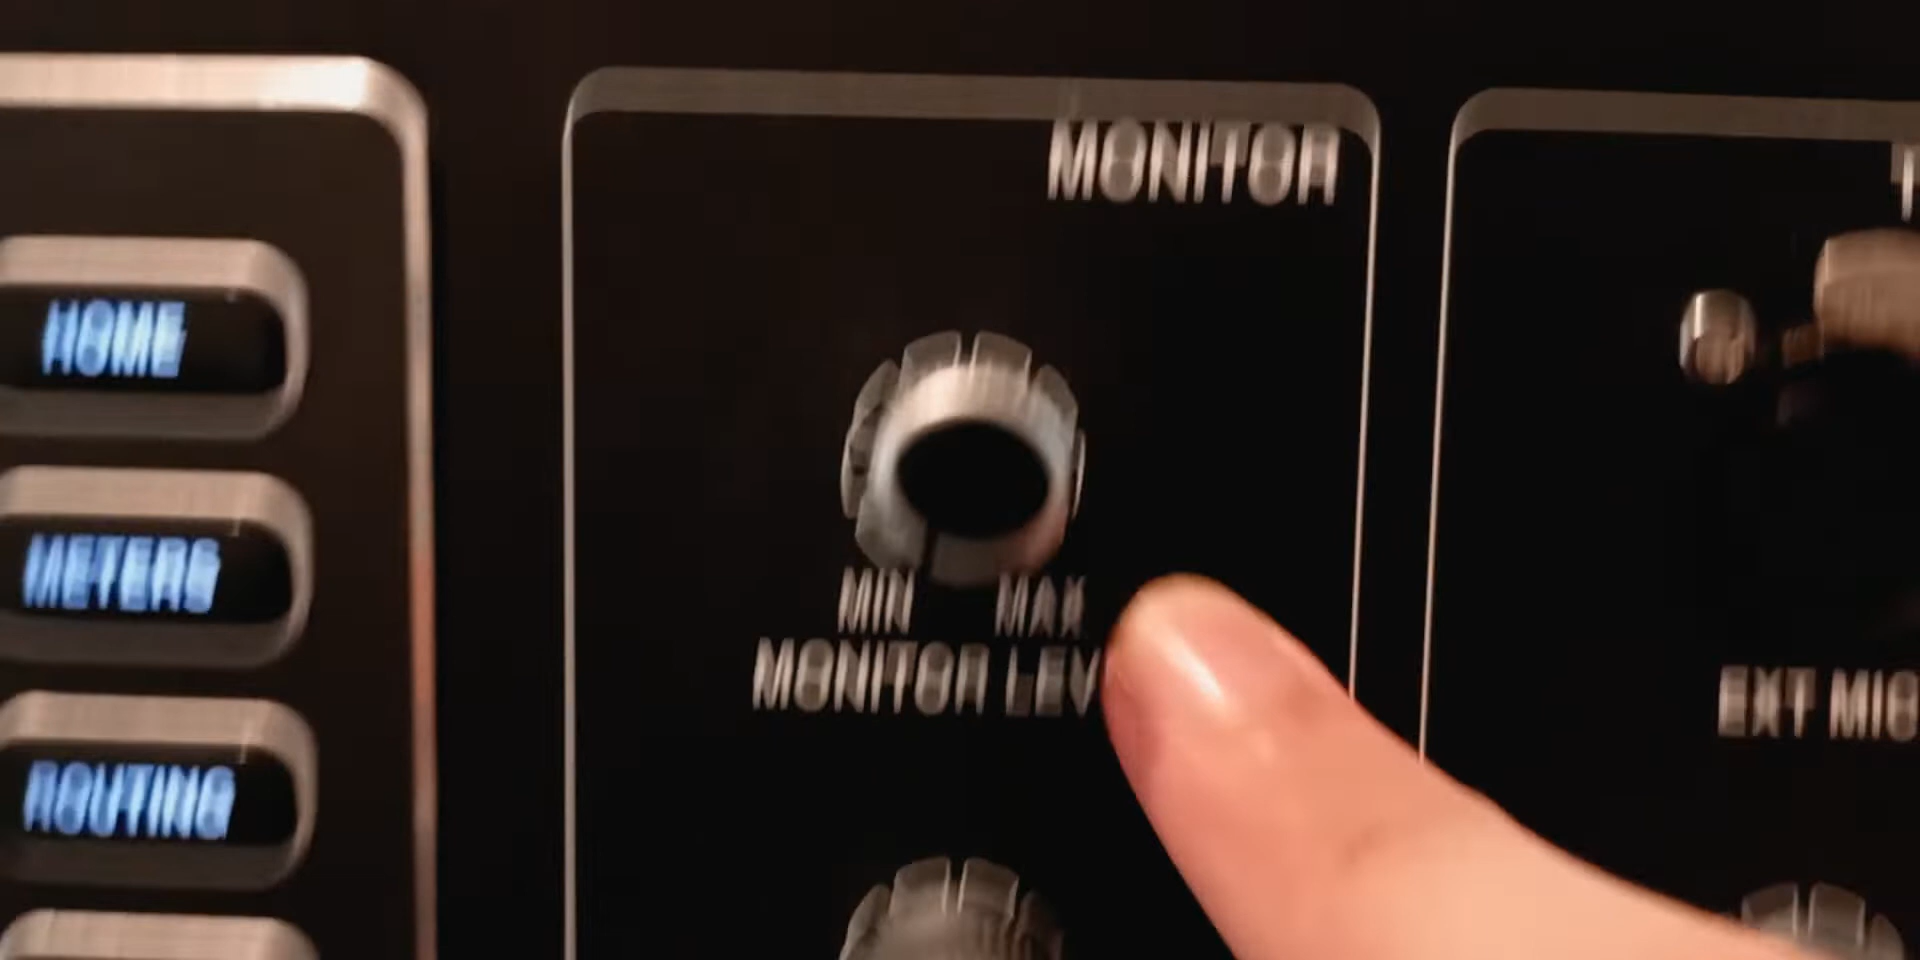 MONITOR
HOME
METERS
MIN MAX
MONITOR LEV
EXT MIC
ROUTING